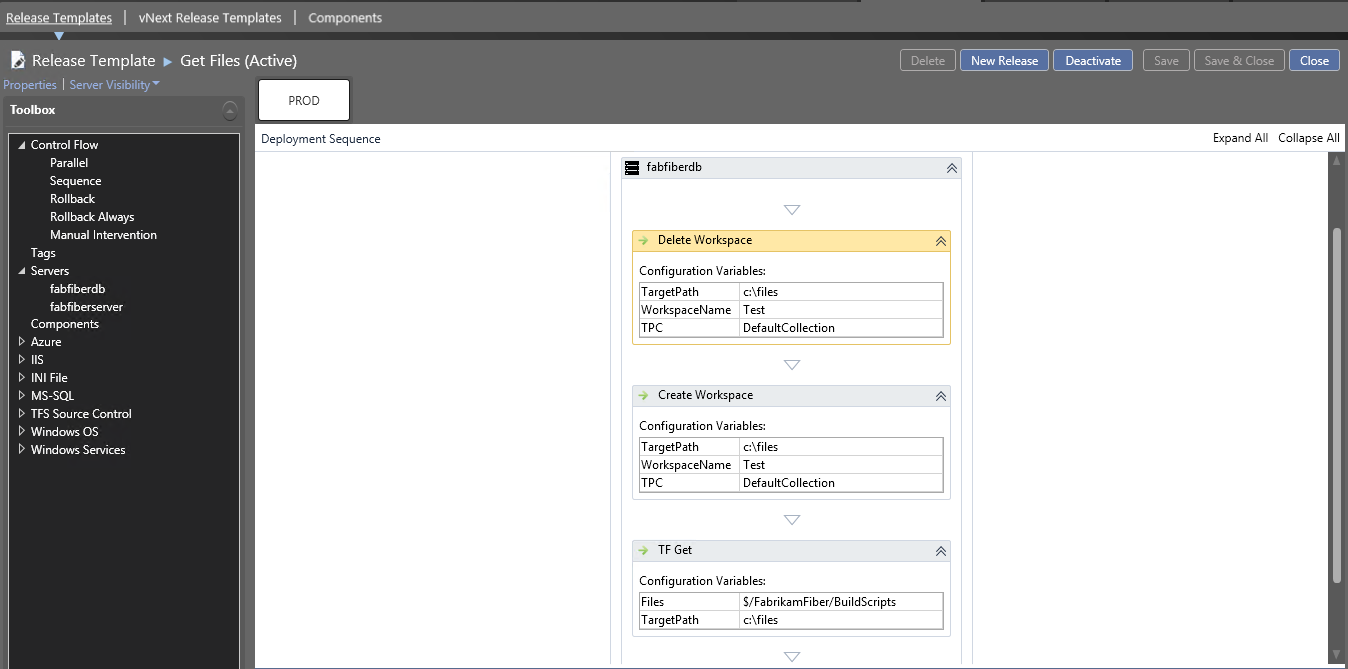 Release Templates | vNext Release Templates | Components
Release Template ▶ Get Files (Active)
Delete New Release Deactivate Save Save & Close Close
Properties | Server Visibility
Toolbox
Control Flow
Parallel
Sequence
Rollback
Rollback Always
Manual Intervention
Tags
Servers
fabfiberdb
fabfiberserver
Components
Azure
IIS
INI File
MS-SQL
TFS Source Control
Windows OS
Windows Services
PROD
Deployment Sequence
Expand All Collapse All
fabfiberdb
Delete Workspace
Configuration Variables:
TargetPath c:\files
WorkspaceName Test
TPC DefaultCollection
Create Workspace
Configuration Variables:
TargetPath c:\files
WorkspaceName Test
TPC DefaultCollection
TF Get
Configuration Variables:
Files $/FabrikamFiber/BuildScripts
TargetPath c:\files